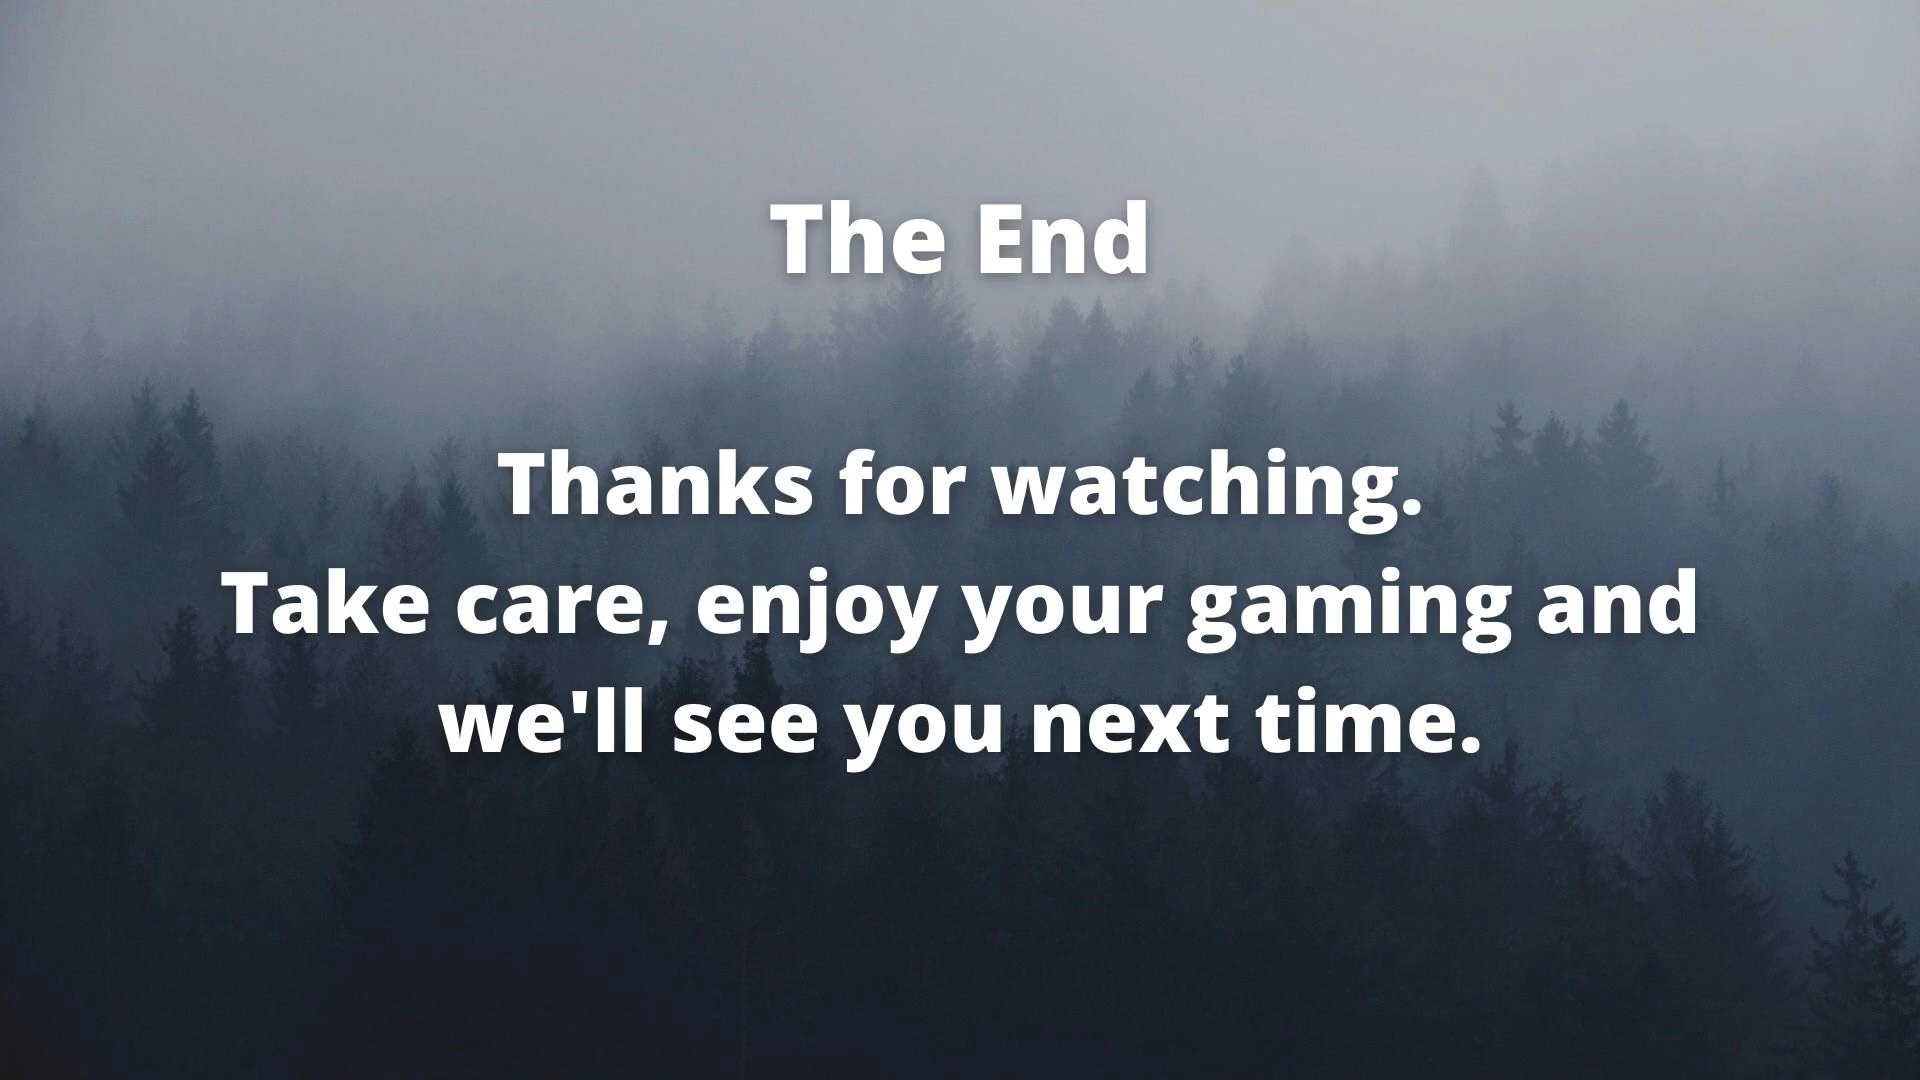 The End
Thanks for watching.
Take care, enjoy your gaming and
we'll see you next time.